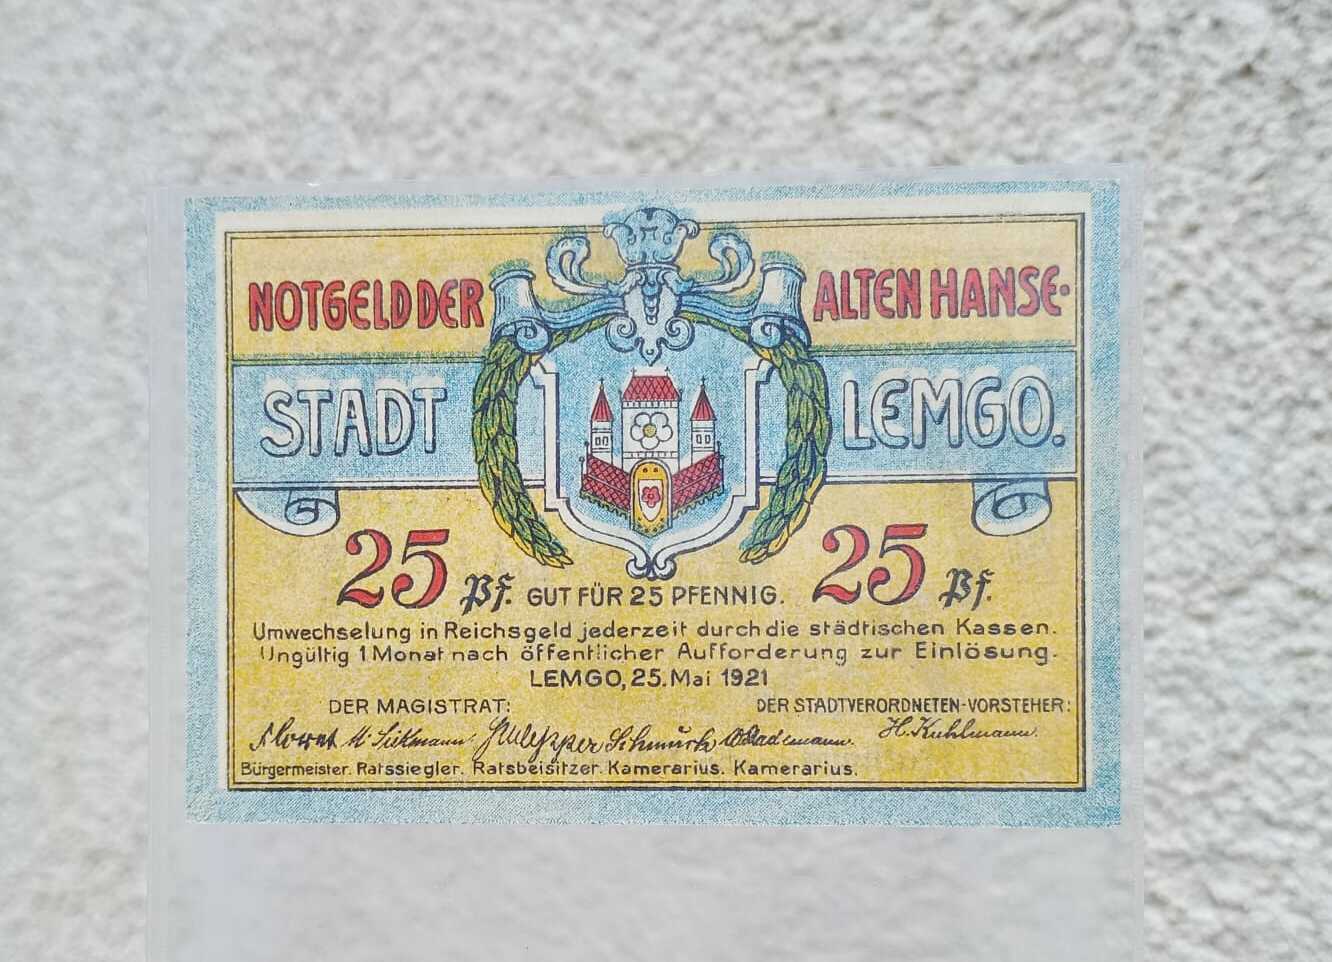 NOTGELD DER ALTEN HANSE-
STADT LEMGO.
25 Pf. GUT FÜR 25 PFENNIG. 25 Pf.
Umwechselung in Reichsgeld jederzeit durch die städtischen Kassen.
Ungültig 1 Monat nach öffentlicher Aufforderung zur Einlösung.
LEMGO, 25. Mai 1921
DER MAGISTRAT: DER STADTVERORDNETEN-VORSTEHER:
Floret Schmuck H. Kuhlmann.
Bürgermeister. Ratssiegler. Ratsbeisitzer. Kamerarius. Kamerarius.